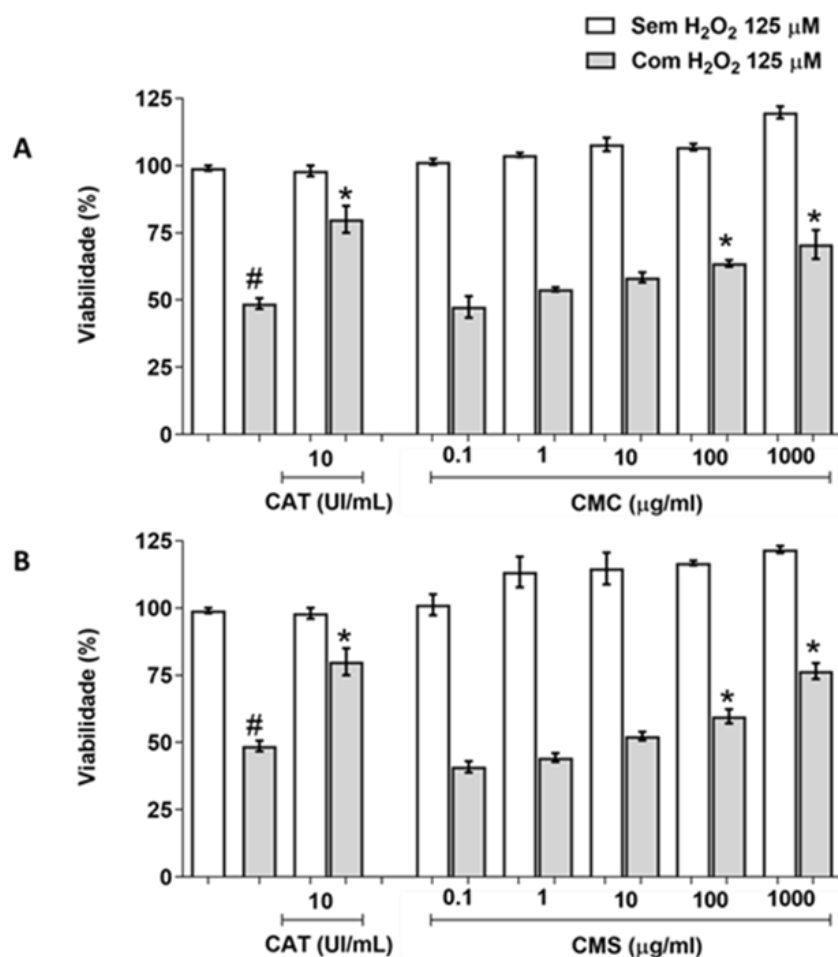 Sem H₂O₂ 125 μM
Com H₂O₂ 125 μM
A
Viabilidade (%)
125
100
75
50
25
0
#
*
*
*
10
0.1 1 10 100 1000
CAT (UI/mL) CMC (μg/ml)
B
Viabilidade (%)
125
100
75
50
25
0
#
*
*
*
10
0.1 1 10 100 1000
CAT (UI/mL) CMS (μg/ml)